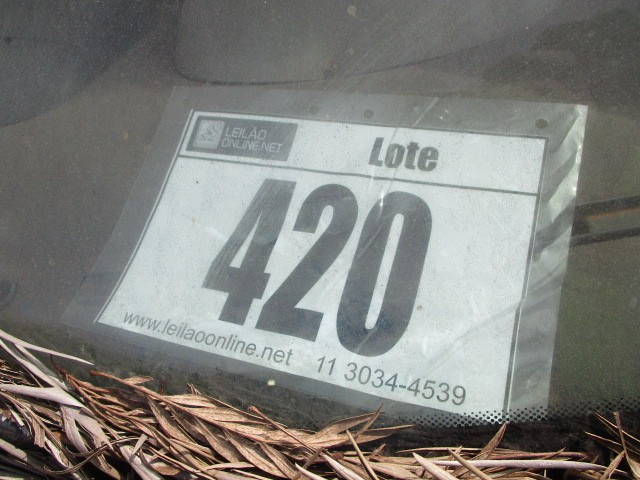 LEILÃO
ONLINE.NET
Lote
420
www.leilaoonline.net 11 3034-4539